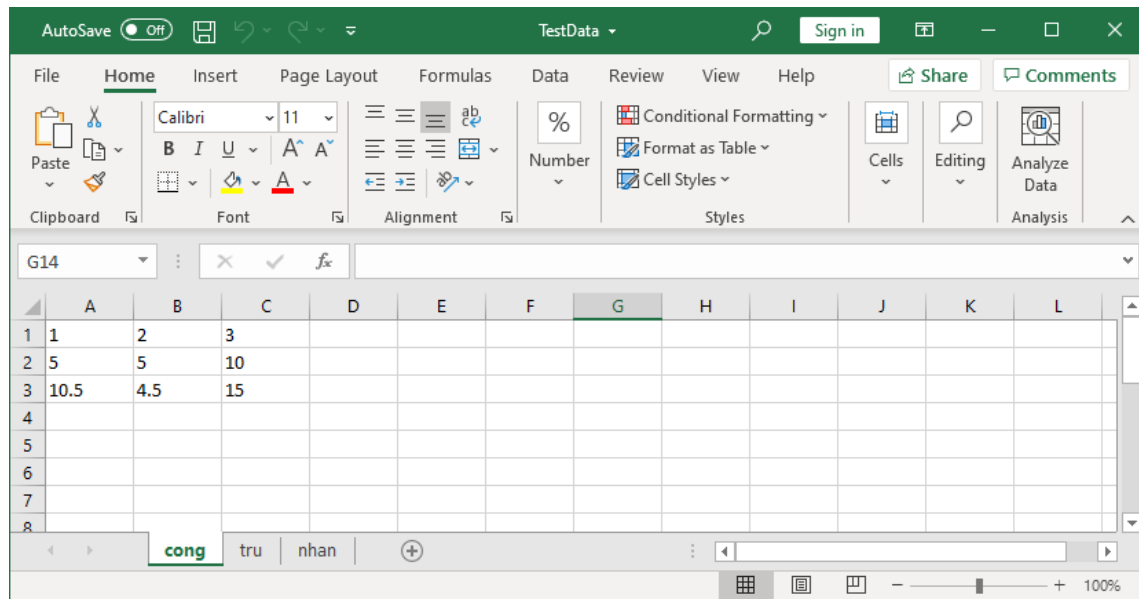 AutoSave Off TestData Sign in
File Home Insert Page Layout Formulas Data Review View Help Share Comments
Calibri 11 ab Conditional Formatting
Paste B I U A A % Number Format as Table Cells Editing Analyze Data
A Cell Styles
Clipboard Font Alignment Styles Analysis
G14 fx
A B C D E F G H I J K L
1 1 2 3
2 5 5 10
3 10.5 4.5 15
4
5
6
7
8
cong tru nhan
100%